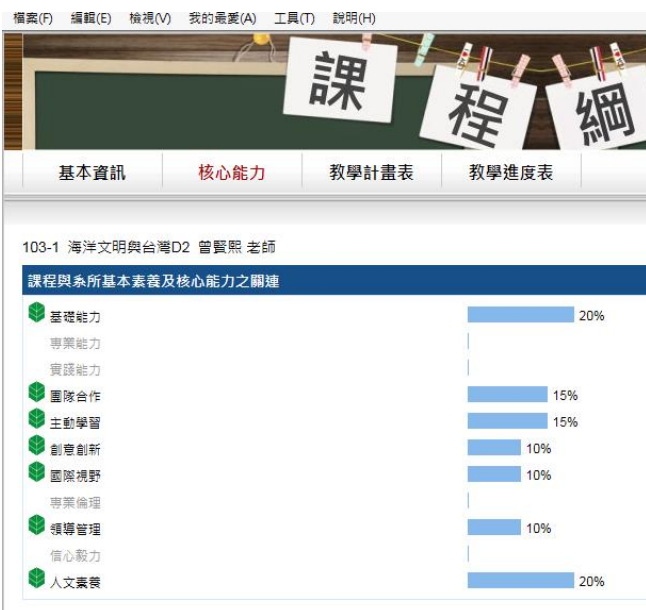 檔案(F) 編輯(E) 檢視(V) 我的最愛(A) 工具(T) 說明(H)
課程綱
基本資訊 核心能力 教學計畫表 教學進度表
103-1 海洋文明與台灣D2 曾賢熙 老師
課程與系所基本素養及核心能力之關連
基礎能力 20%
專業能力
實踐能力
團隊合作 15%
主動學習 15%
創意創新 10%
國際視野 10%
專業倫理
領導管理 10%
信心毅力
人文素養 20%